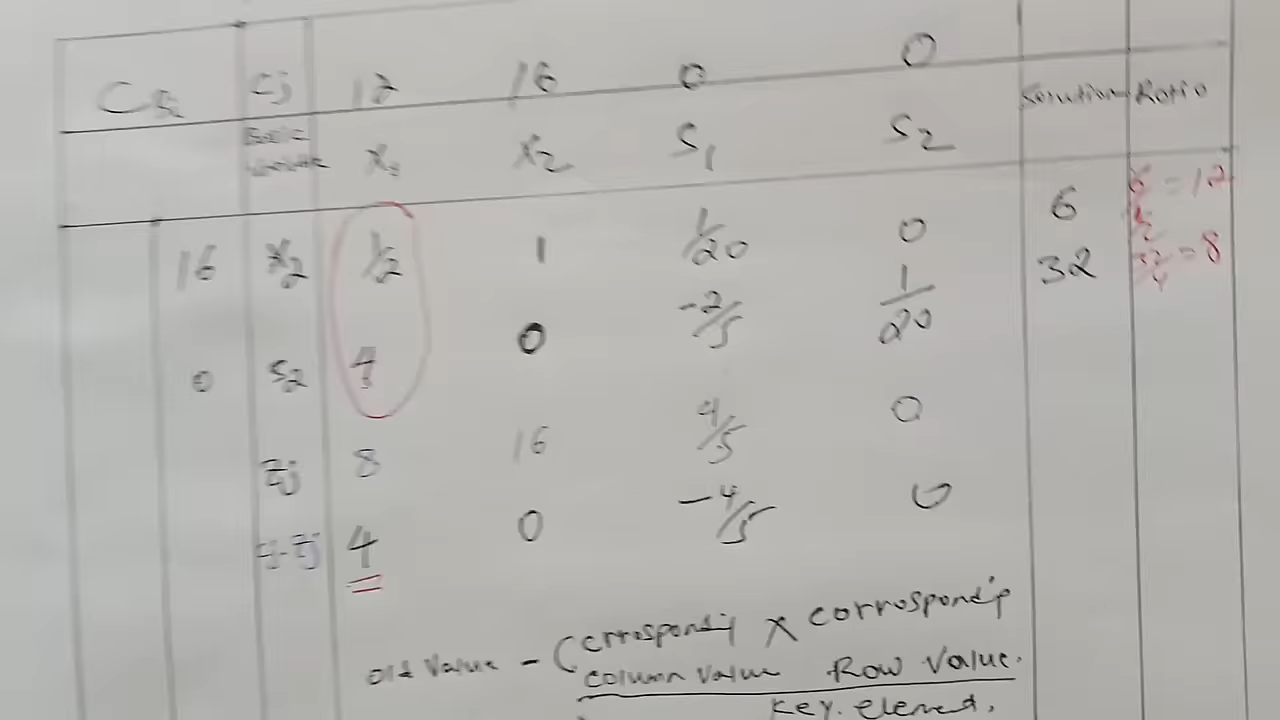 CBi Cj 12 16 0 0 Solution Ratio
Basic variable X1 X2 S1 S2
16 X2 1/2 1 1/20 0 6 6/1/2 = 12
0 S2 4 0 -2/5 1/20 32 32/4 = 8
Zj 8 16 4/5 0
Cj-Zj 4 0 -4/5 0
Old Value - (Corresponding X Correspondip
Column Value Row Value.
Key. element.